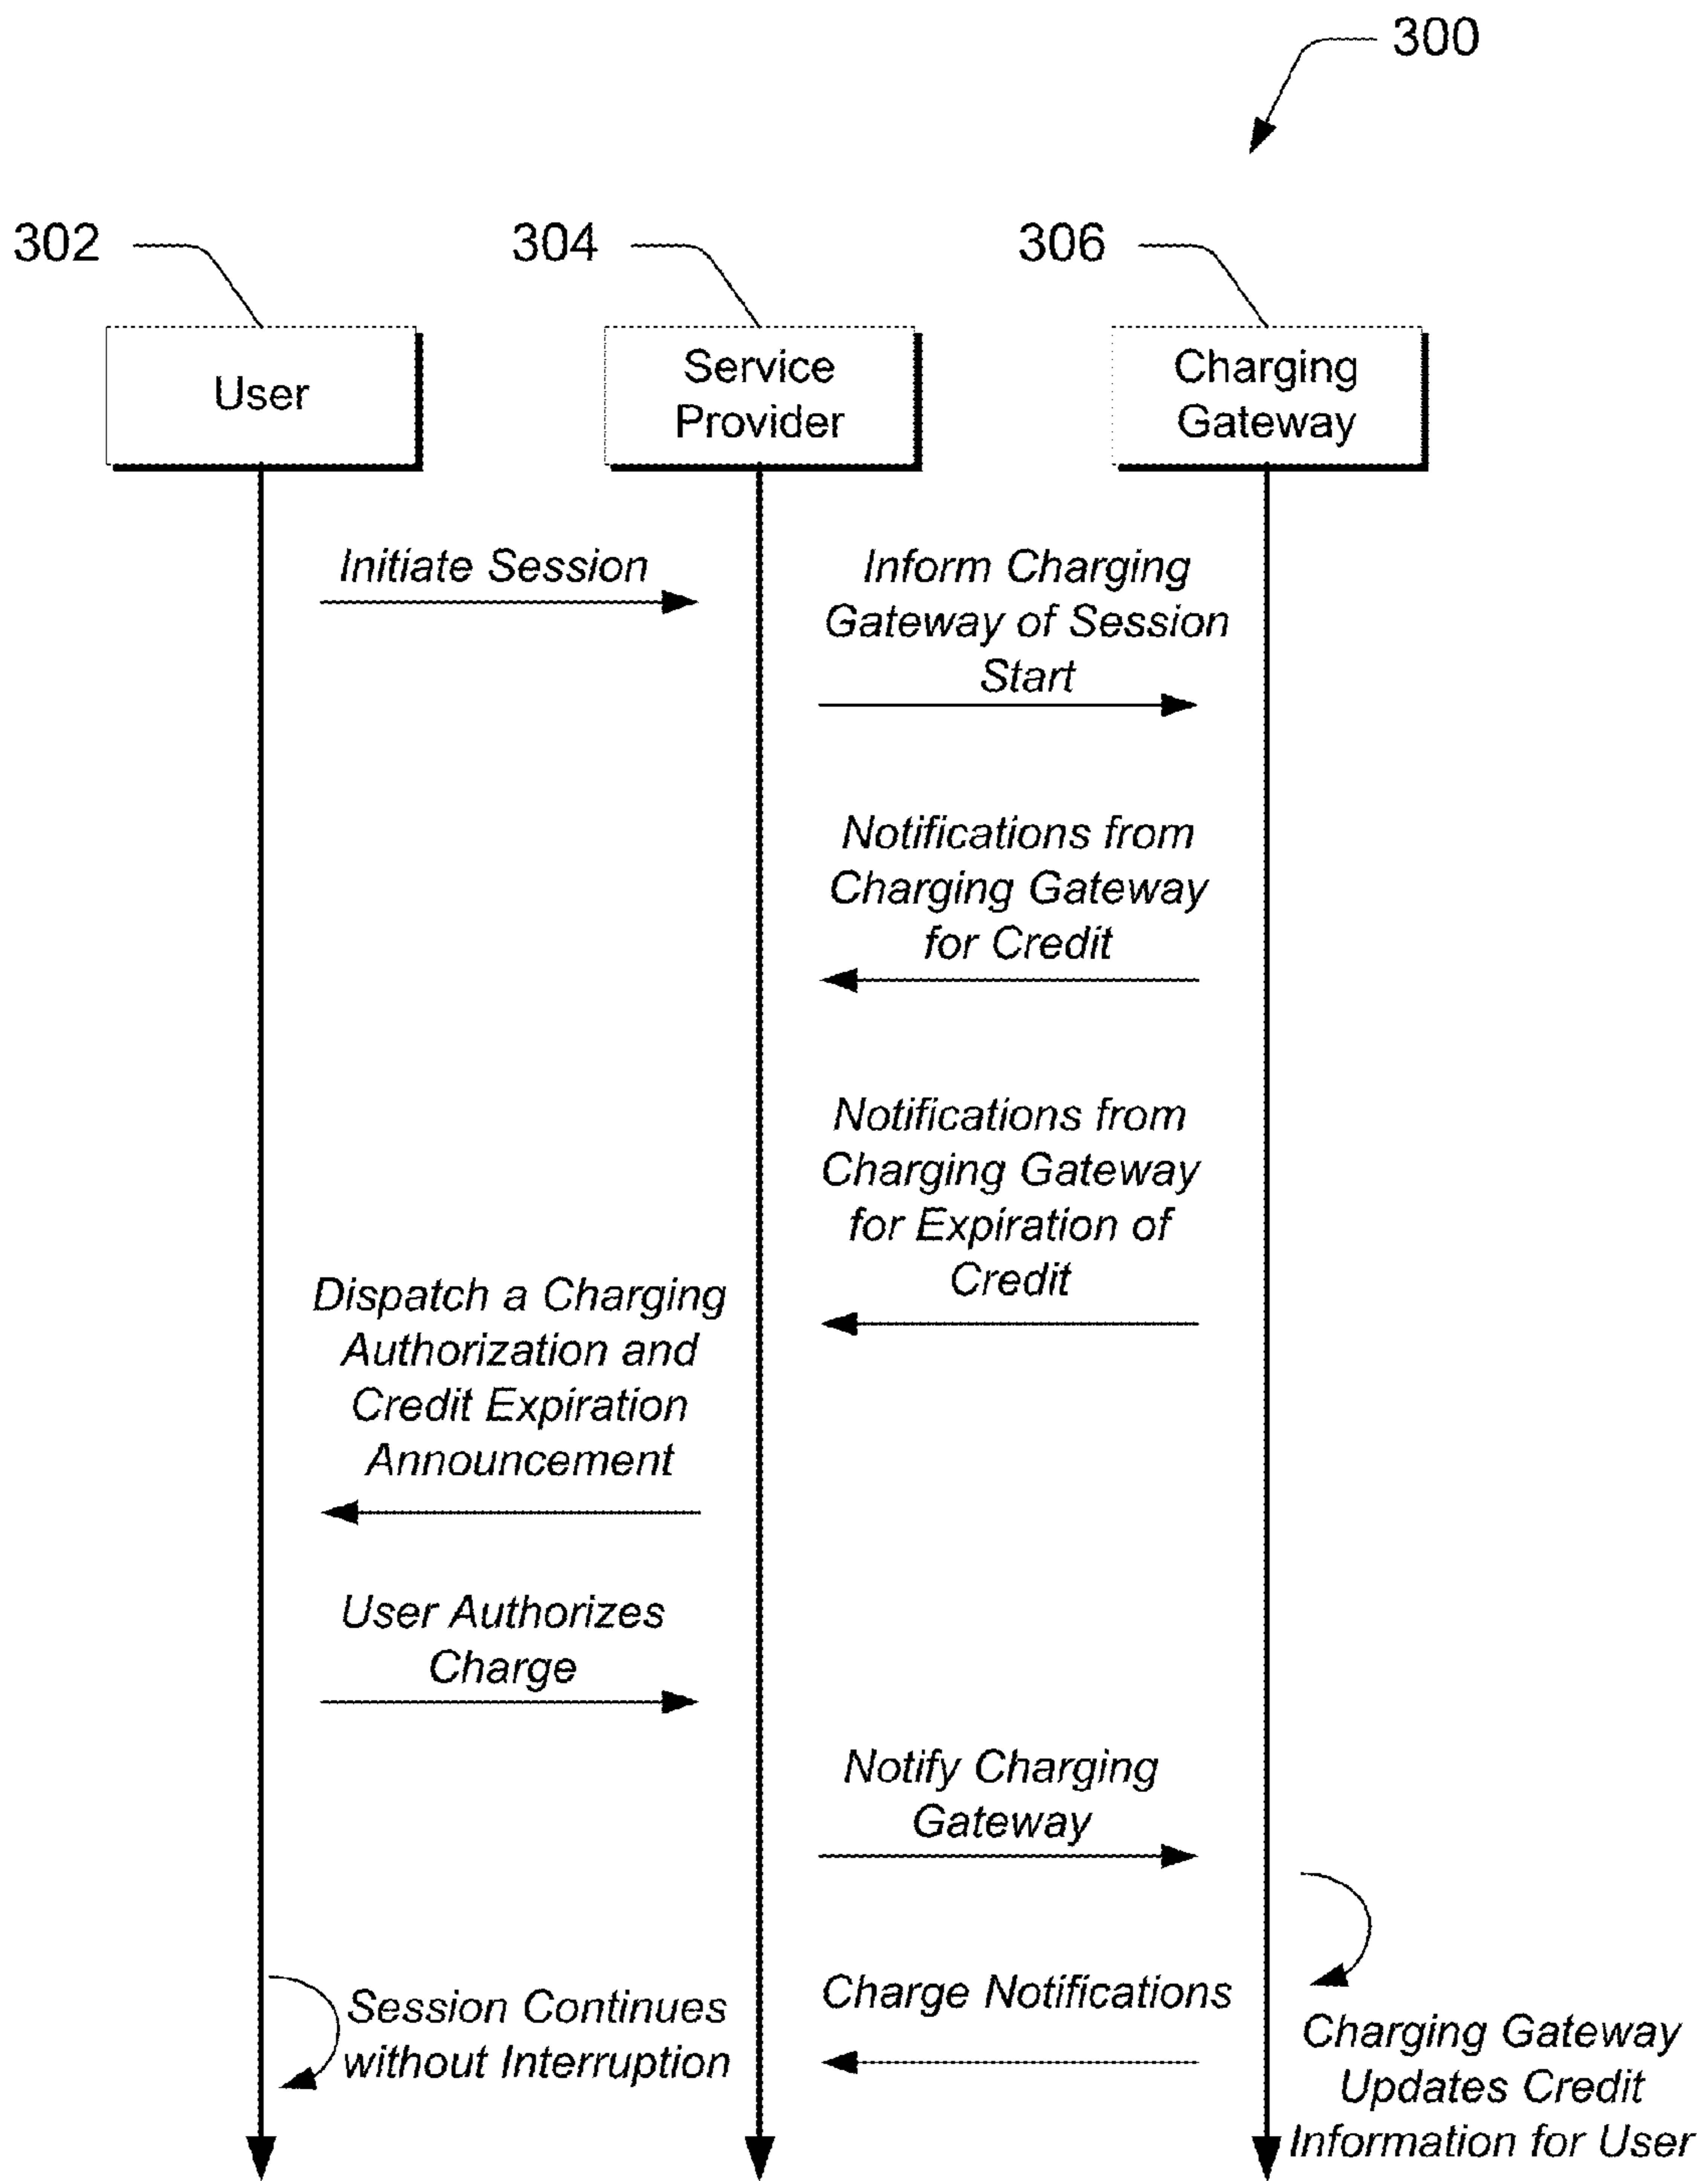 300
302
304
306
User
Service
Provider
Charging
Gateway
Initiate Session
Inform Charging
Gateway of Session
Start
Notifications from
Charging Gateway
for Credit
Notifications from
Charging Gateway
for Expiration of
Credit
Dispatch a Charging
Authorization and
Credit Expiration
Announcement
User Authorizes
Charge
Notify Charging
Gateway
Session Continues
without Interruption
Charge Notifications
Charging Gateway
Updates Credit
Information for User